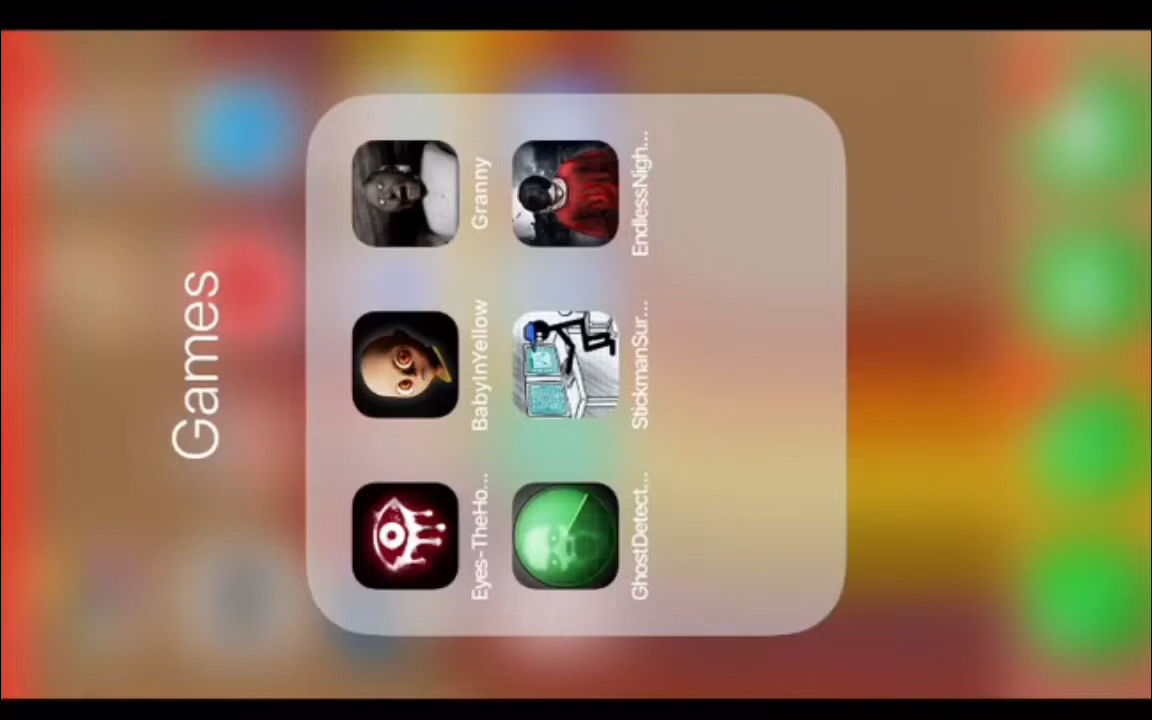 Games
Eyes-TheHo...
BabyInYellow
Granny
GhostDetect...
StickmanSur...
EndlessNigh...